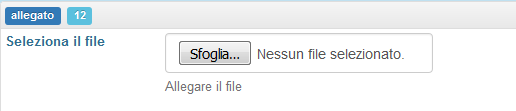 allegato 12
Seleziona il file Sfoglia... Nessun file selezionato.
Allegare il file